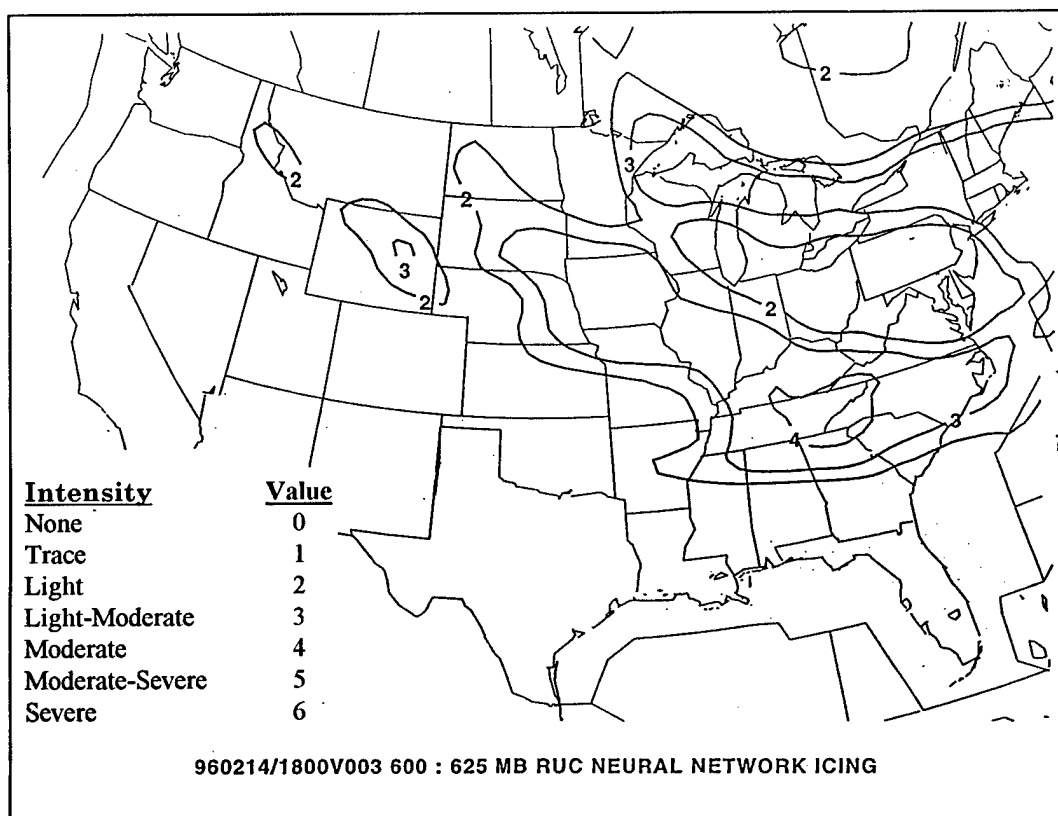 2
2
3
2
2
2
3
2
3
4
Intensity Value
None 0
Trace 1
Light 2
Light-Moderate 3
Moderate 4
Moderate-Severe 5
Severe 6
960214/1800V003 600 : 625 MB RUC NEURAL NETWORK ICING